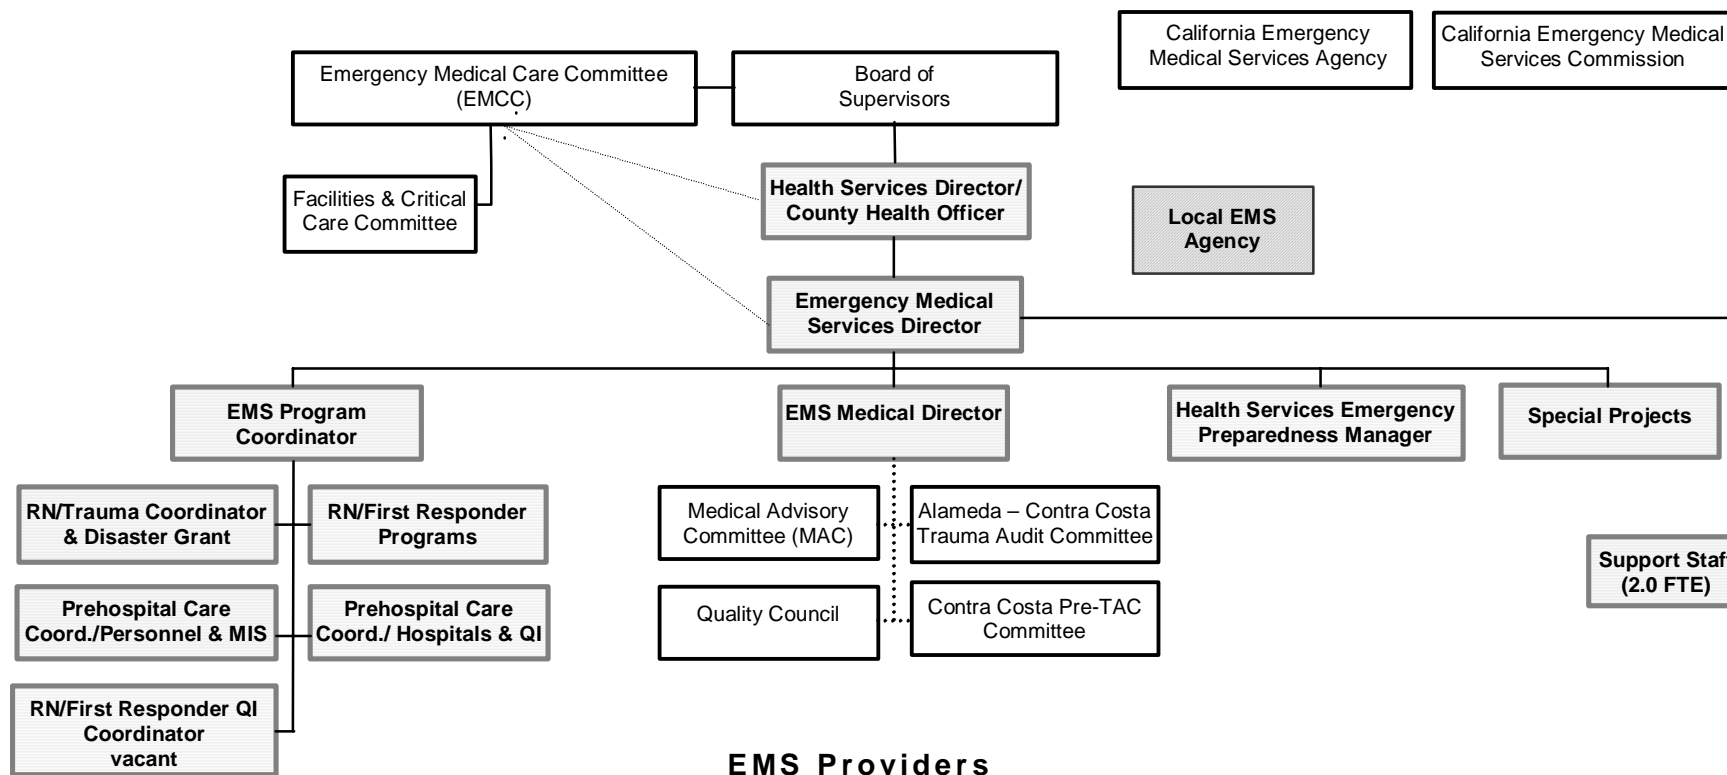 California Emergency
Medical Services Agency
California Emergency Medical
Services Commission
Emergency Medical Care Committee
(EMCC)
Board of
Supervisors
Facilities & Critical
Care Committee
Health Services Director/
County Health Officer
Local EMS
Agency
Emergency Medical
Services Director
EMS Program
Coordinator
EMS Medical Director
Health Services Emergency
Preparedness Manager
Special Projects
RN/Trauma Coordinator
& Disaster Grant
RN/First Responder
Programs
Medical Advisory
Committee (MAC)
Alameda – Contra Costa
Trauma Audit Committee
Support Staff
(2.0 FTE)
Prehospital Care
Coord./Personnel & MIS
Prehospital Care
Coord./ Hospitals & QI
Quality Council
Contra Costa Pre-TAC
Committee
RN/First Responder QI
Coordinator
vacant
EMS Providers